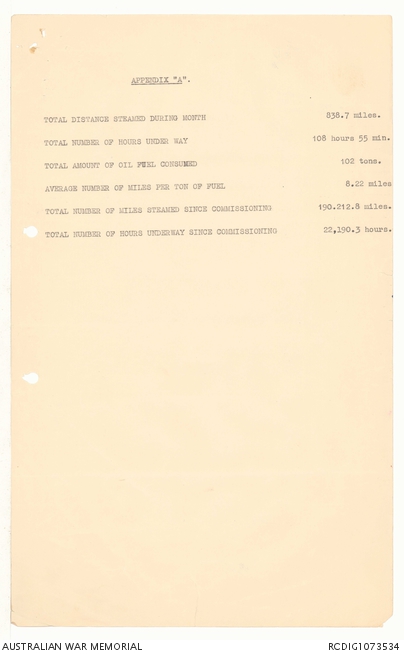 APPENDIX "A".
TOTAL DISTANCE STEAMED DURING MONTH 838.7 miles.
TOTAL NUMBER OF HOURS UNDER WAY 108 hours 55 min.
TOTAL AMOUNT OF OIL FUEL CONSUMED 102 tons.
AVERAGE NUMBER OF MILES PER TON OF FUEL 8.22 miles
TOTAL NUMBER OF MILES STEAMED SINCE COMMISSIONING 190.212.8 miles.
TOTAL NUMBER OF HOURS UNDERWAY SINCE COMMISSIONING 22,190.3 hours.
AUSTRALIAN WAR MEMORIAL RCDIG1073534